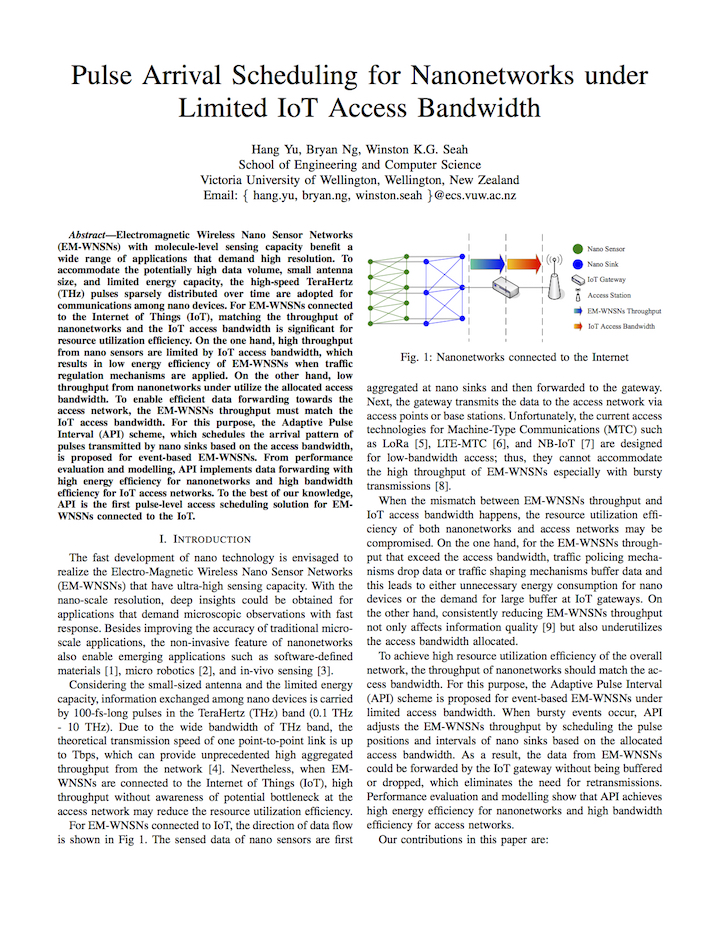 Pulse Arrival Scheduling for Nanonetworks under
Limited IoT Access Bandwidth
Hang Yu, Bryan Ng, Winston K.G. Seah
School of Engineering and Computer Science
Victoria University of Wellington, Wellington, New Zealand
Email: { hang.yu, bryan.ng, winston.seah }@ecs.vuw.ac.nz
Abstract—Electromagnetic Wireless Nano Sensor Networks
(EM-WNSNs) with molecule-level sensing capacity benefit a
wide range of applications that demand high resolution. To
accommodate the potentially high data volume, small antenna
size, and limited energy capacity, the high-speed TeraHertz
(THz) pulses sparsely distributed over time are adopted for
communications among nano devices. For EM-WNSNs connected
to the Internet of Things (IoT), matching the throughput of
nanonetworks and the IoT access bandwidth is significant for
resource utilization efficiency. On the one hand, high throughput
from nano sensors are limited by IoT access bandwidth, which
results in low energy efficiency of EM-WNSNs when traffic
regulation mechanisms are applied. On the other hand, low
throughput from nanonetworks under utilize the allocated access
bandwidth. To enable efficient data forwarding towards the
access network, the EM-WNSNs throughput must match the
IoT access bandwidth. For this purpose, the Adaptive Pulse
Interval (API) scheme, which schedules the arrival pattern of
pulses transmitted by nano sinks based on the access bandwidth,
is proposed for event-based EM-WNSNs. From performance
evaluation and modelling, API implements data forwarding with
high energy efficiency for nanonetworks and high bandwidth
efficiency for IoT access networks. To the best of our knowledge,
API is the first pulse-level access scheduling solution for EM-
WNSNs connected to the IoT.
I. INTRODUCTION
The fast development of nano technology is envisaged to
realize the Electro-Magnetic Wireless Nano Sensor Networks
(EM-WNSNs) that have ultra-high sensing capacity. With the
nano-scale resolution, deep insights could be obtained for
applications that demand microscopic observations with fast
response. Besides improving the accuracy of traditional micro-
scale applications, the non-invasive feature of nanonetworks
also enable emerging applications such as software-defined
materials [1], micro robotics [2], and in-vivo sensing [3].
Considering the small-sized antenna and the limited energy
capacity, information exchanged among nano devices is carried
by 100-fs-long pulses in the TeraHertz (THz) band (0.1 THz
- 10 THz). Due to the wide bandwidth of THz band, the
theoretical transmission speed of one point-to-point link is up
to Tbps, which can provide unprecedented high aggregated
throughput from the network [4]. Nevertheless, when EM-
WNSNs are connected to the Internet of Things (IoT), high
throughput without awareness of potential bottleneck at the
access network may reduce the resource utilization efficiency.
For EM-WNSNs connected to IoT, the direction of data flow
is shown in Fig 1. The sensed data of nano sensors are first
Nano Sensor
Nano Sink
IoT Gateway
Access Station
EM-WNSNs Throughput
IoT Access Bandwidth
Fig. 1: Nanonetworks connected to the Internet
aggregated at nano sinks and then forwarded to the gateway.
Next, the gateway transmits the data to the access network via
access points or base stations. Unfortunately, the current access
technologies for Machine-Type Communications (MTC) such
as LoRa [5], LTE-MTC [6], and NB-IoT [7] are designed
for low-bandwidth access; thus, they cannot accommodate
the high throughput of EM-WNSNs especially with bursty
transmissions [8].
When the mismatch between EM-WNSNs throughput and
IoT access bandwidth happens, the resource utilization effi-
ciency of both nanonetworks and access networks may be
compromised. On the one hand, for the EM-WNSNs through-
put that exceed the access bandwidth, traffic policing mecha-
nisms drop data or traffic shaping mechanisms buffer data and
this leads to either unnecessary energy consumption for nano
devices or the demand for large buffer at IoT gateways. On
the other hand, consistently reducing EM-WNSNs throughput
not only affects information quality [9] but also underutilizes
the access bandwidth allocated.
To achieve high resource utilization efficiency of the overall
network, the throughput of nanonetworks should match the ac-
cess bandwidth. For this purpose, the Adaptive Pulse Interval
(API) scheme is proposed for event-based EM-WNSNs under
limited access bandwidth. When bursty events occur, API
adjusts the EM-WNSNs throughput by scheduling the pulse
positions and intervals of nano sinks based on the allocated
access bandwidth. As a result, the data from EM-WNSNs
could be forwarded by the IoT gateway without being buffered
or dropped, which eliminates the need for retransmissions.
Performance evaluation and modelling show that API achieves
high energy efficiency for nanonetworks and high bandwidth
efficiency for access networks.
Our contributions in this paper are: